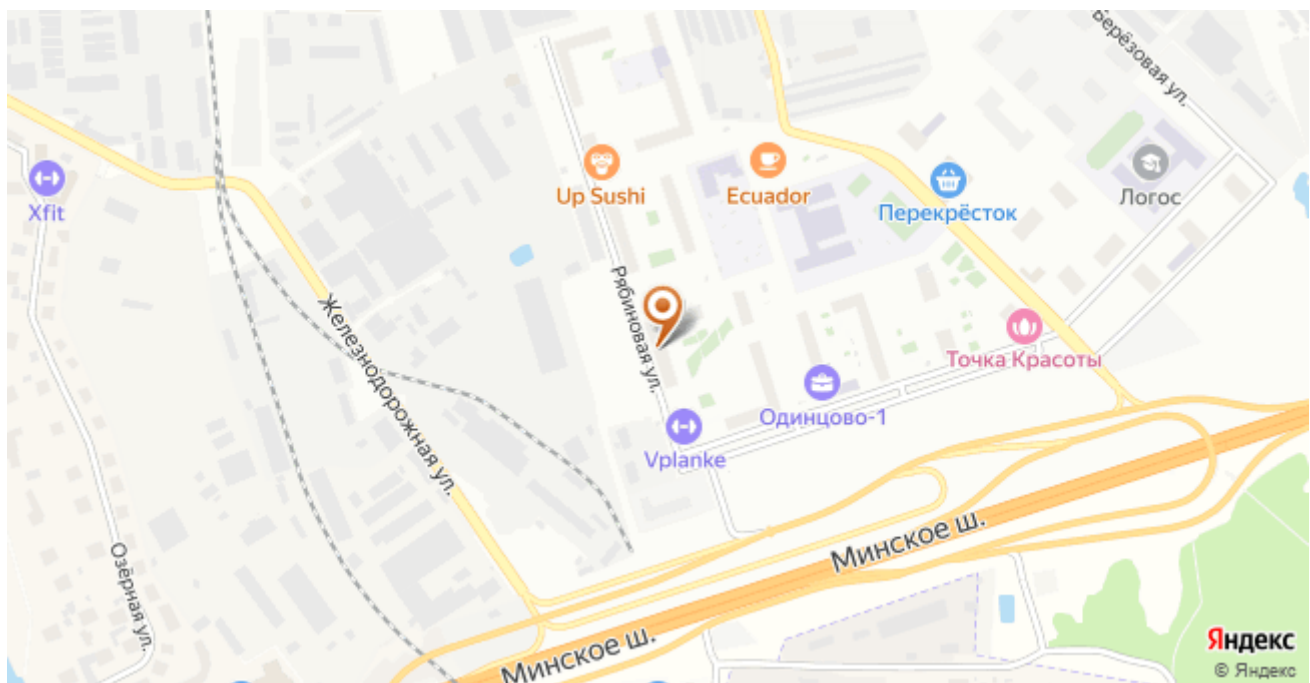 Берёзовая ул.
Xfit
Up Sushi
Ecuador
Перекрёсток
Логос
Рябиновая ул.
Железнодорожная ул.
Точка Красоты
Одинцово-1
Vplanke
Минское ш.
Озёрная ул.
Минское ш.
Яндекс
© Яндекс